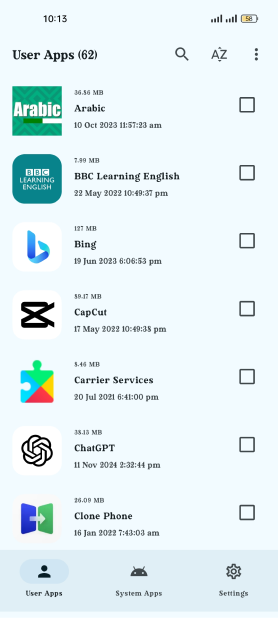 10:13
58
User Apps (62)
AZ
Arabic
36.86 MB
Arabic
10 Oct 2023 11:57:23 am
BBC
LEARNING
ENGLISH
7.99 MB
BBC Learning English
22 May 2022 10:49:37 pm
127 MB
Bing
19 Jun 2023 6:06:53 pm
89.17 MB
CapCut
17 May 2022 10:49:38 pm
8.46 MB
Carrier Services
20 Jul 2021 6:41:00 pm
38.13 MB
ChatGPT
11 Nov 2024 2:32:44 pm
26.09 MB
Clone Phone
16 Jan 2022 7:43:03 am
User Apps
System Apps
Settings